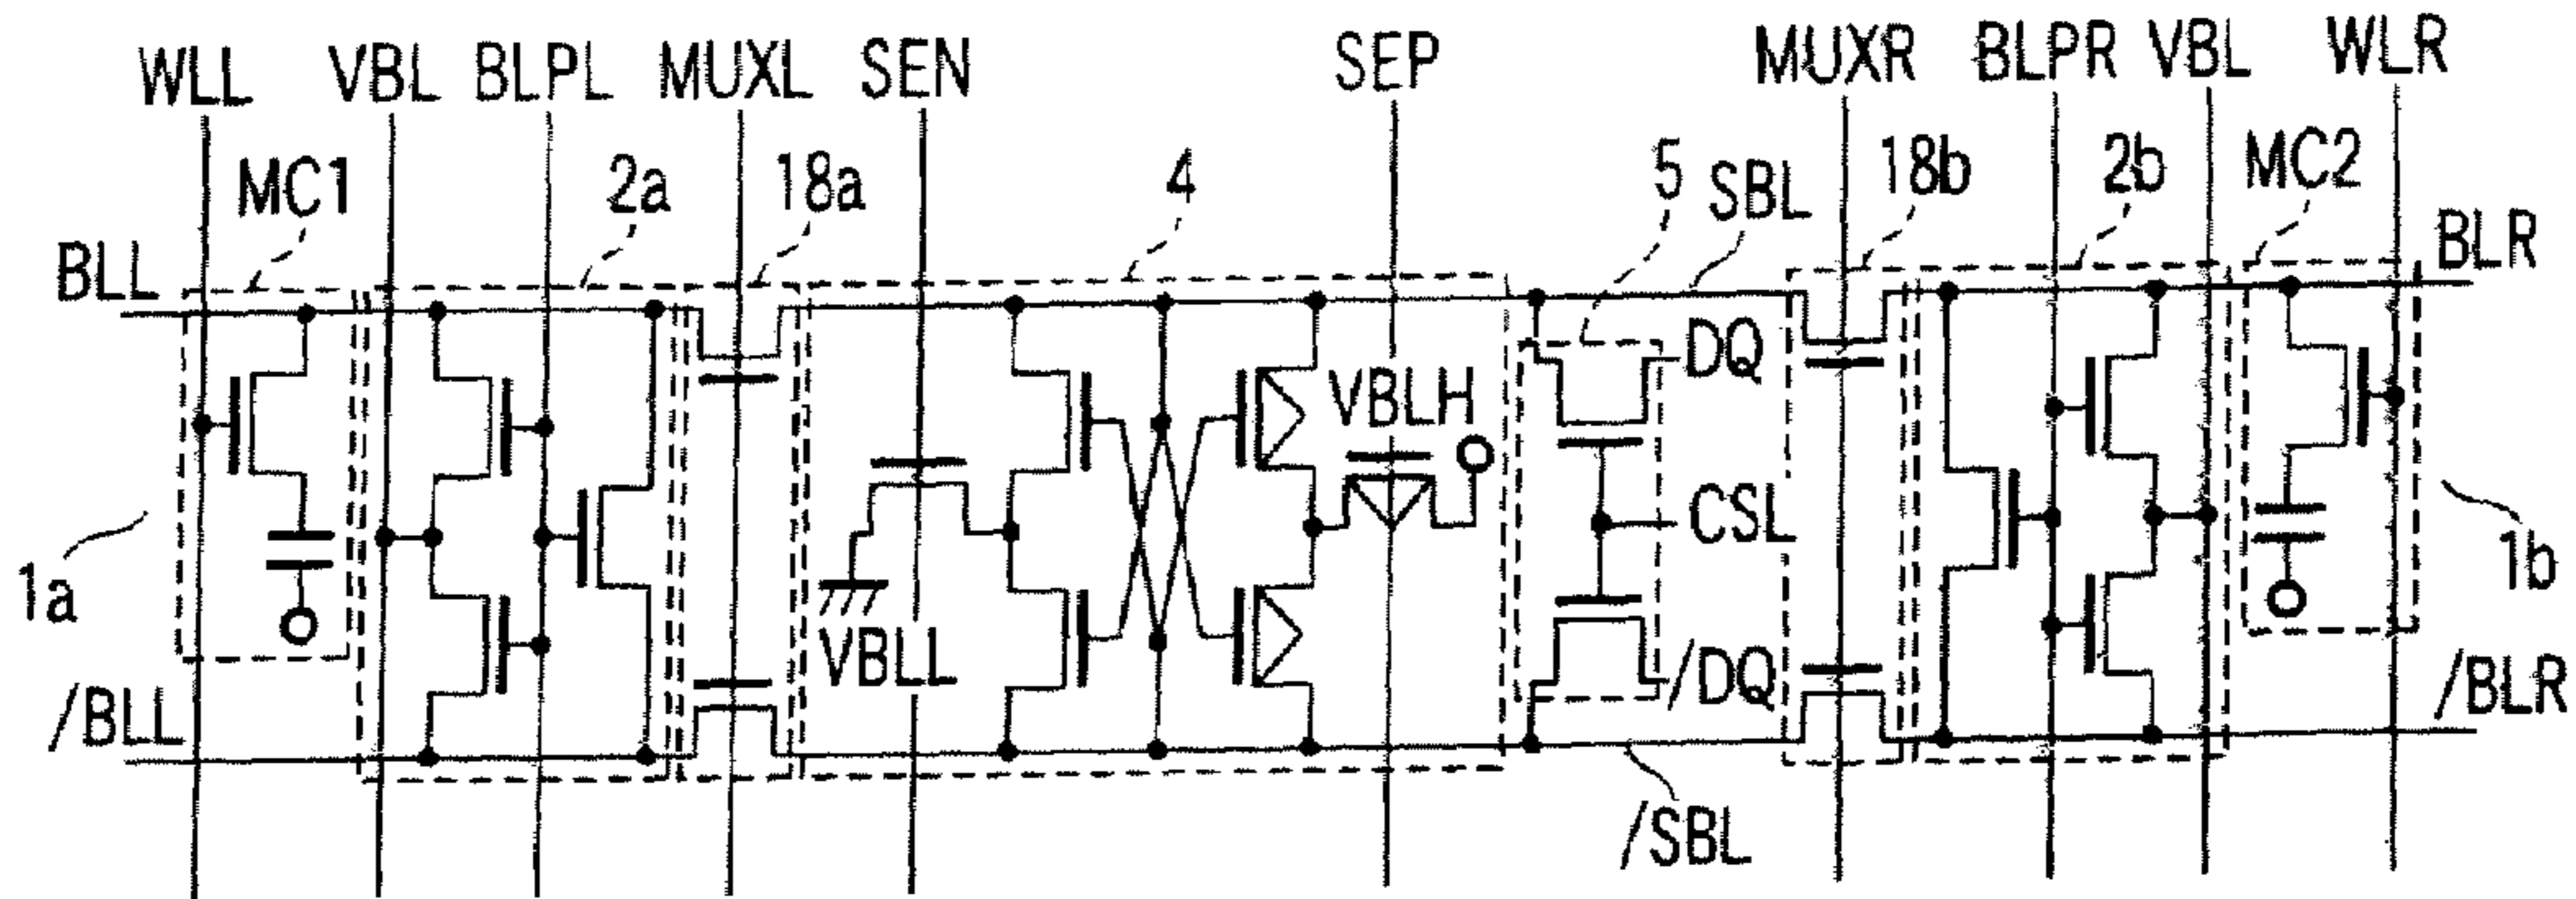 WLL VBL BLPL MUXL SEN SEP MUXR BLPR VBL WLR
MC1 2a 18a 4 5 SBL 18b 2b MC2
BLL BLR
DQ
VBLH
CSL
1a 1b
VBLL
/DQ
/BLL /BLR
/SBL